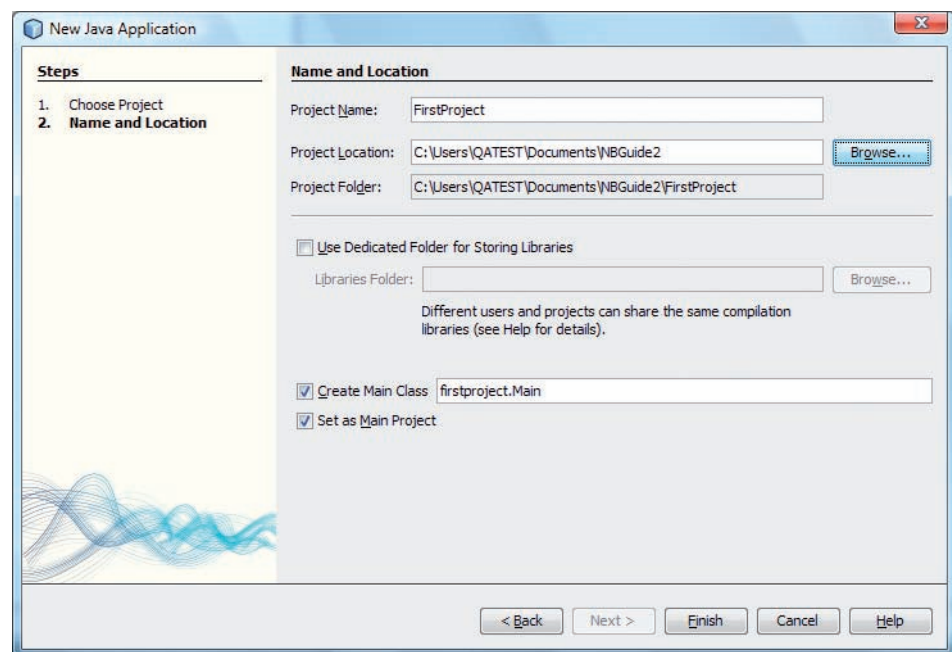 New Java Application
Steps
1. Choose Project
2. Name and Location
Name and Location
Project Name: FirstProject
Project Location: C:\Users\QATEST\Documents\NBGuide2 Browse...
Project Folder: C:\Users\QATEST\Documents\NBGuide2\FirstProject
Use Dedicated Folder for Storing Libraries
Libraries Folder: Browse...
Different users and projects can share the same compilation
libraries (see Help for details).
Create Main Class firstproject.Main
Set as Main Project
< Back Next > Finish Cancel Help